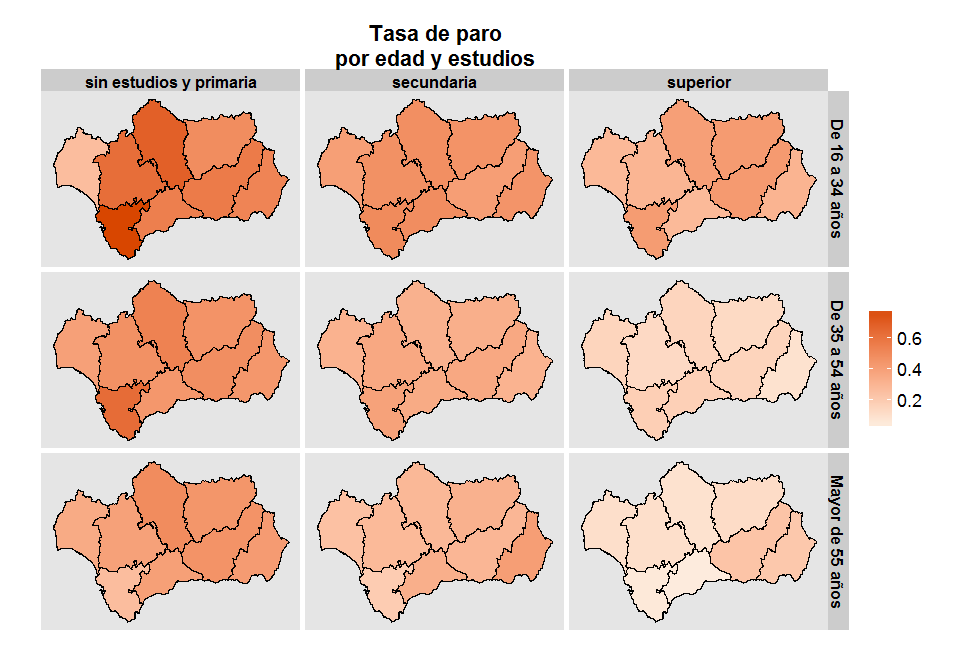 Tasa de paro
por edad y estudios
sin estudios y primaria
secundaria
superior
De 16 a 34 años
De 35 a 54 años
Mayor de 55 años
0.6
0.4
0.2